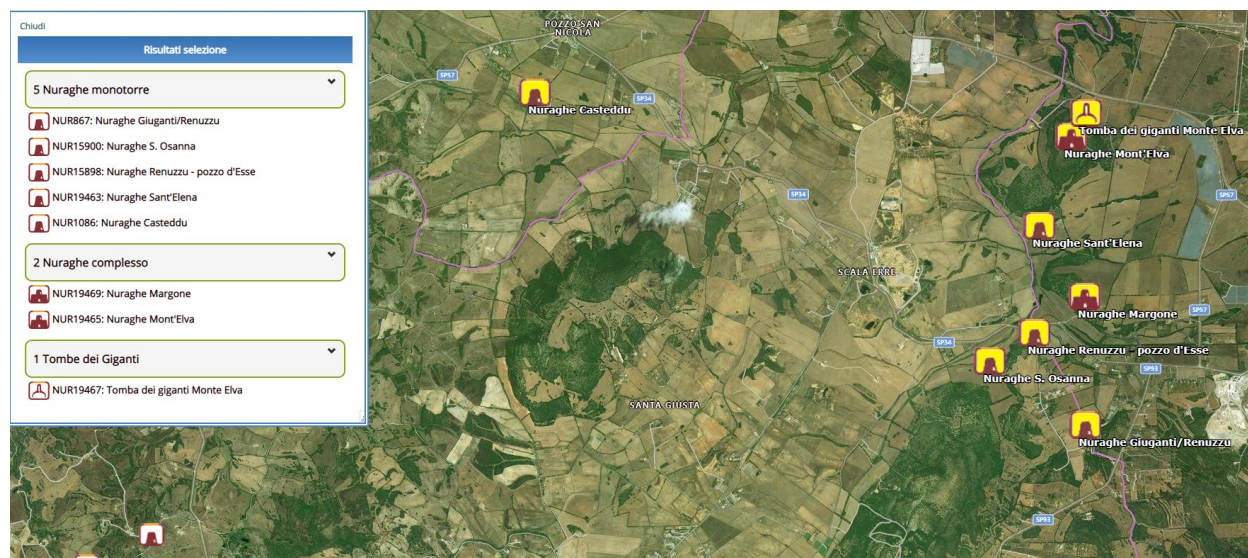 Chiudi
Risultati selezione
5 Nuraghe monotorre
NUR867: Nuraghe Giuganti/Renuzzu
NUR15900: Nuraghe S. Osanna
NUR15898: Nuraghe Renuzzu - pozzo d'Esse
NUR19463: Nuraghe Sant'Elena
NUR1086: Nuraghe Casteddu
2 Nuraghe complesso
NUR19469: Nuraghe Margone
NUR19465: Nuraghe Mont'Elva
1 Tombe dei Giganti
NUR19467: Tomba dei giganti Monte Elva
POZZO SAN
NICOLA
SP57
Nuraghe Casteddu
SP34
Tomba dei giganti Monte Elva
Nuraghe Mont'Elva
SP34
SP57
Nuraghe Sant'Elena
SCALA ERRE
Nuraghe Margone
SP57
SP34
Nuraghe Renuzzu - pozzo d'Esse
SP93
Nuraghe S. Osanna
SANTA GIUSTA
Nuraghe Giuganti/Renuzzu
SP93